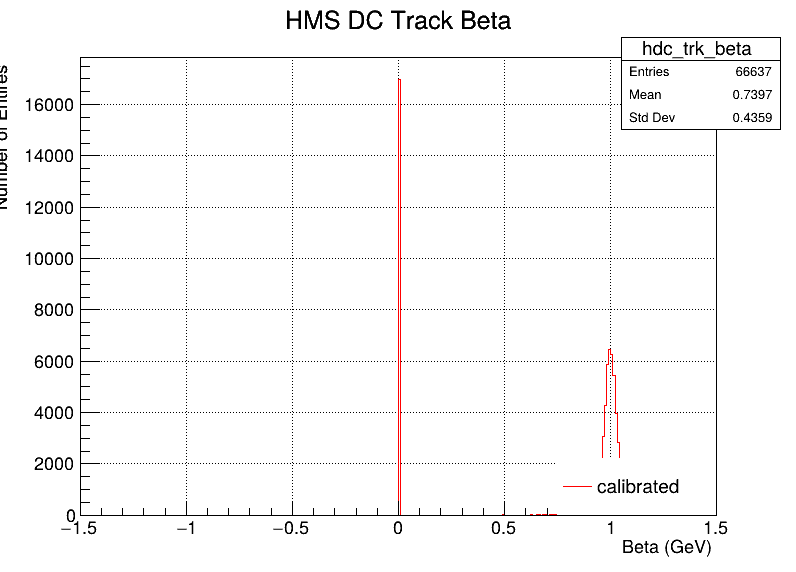 HMS DC Track Beta
hdc_trk_beta
Entries 66637
Mean 0.7397
Std Dev 0.4359
Number of Entires
16000
14000
12000
10000
8000
6000
4000
2000
0
calibrated
−1.5 −1 −0.5 0 0.5 1 1.5
Beta (GeV)